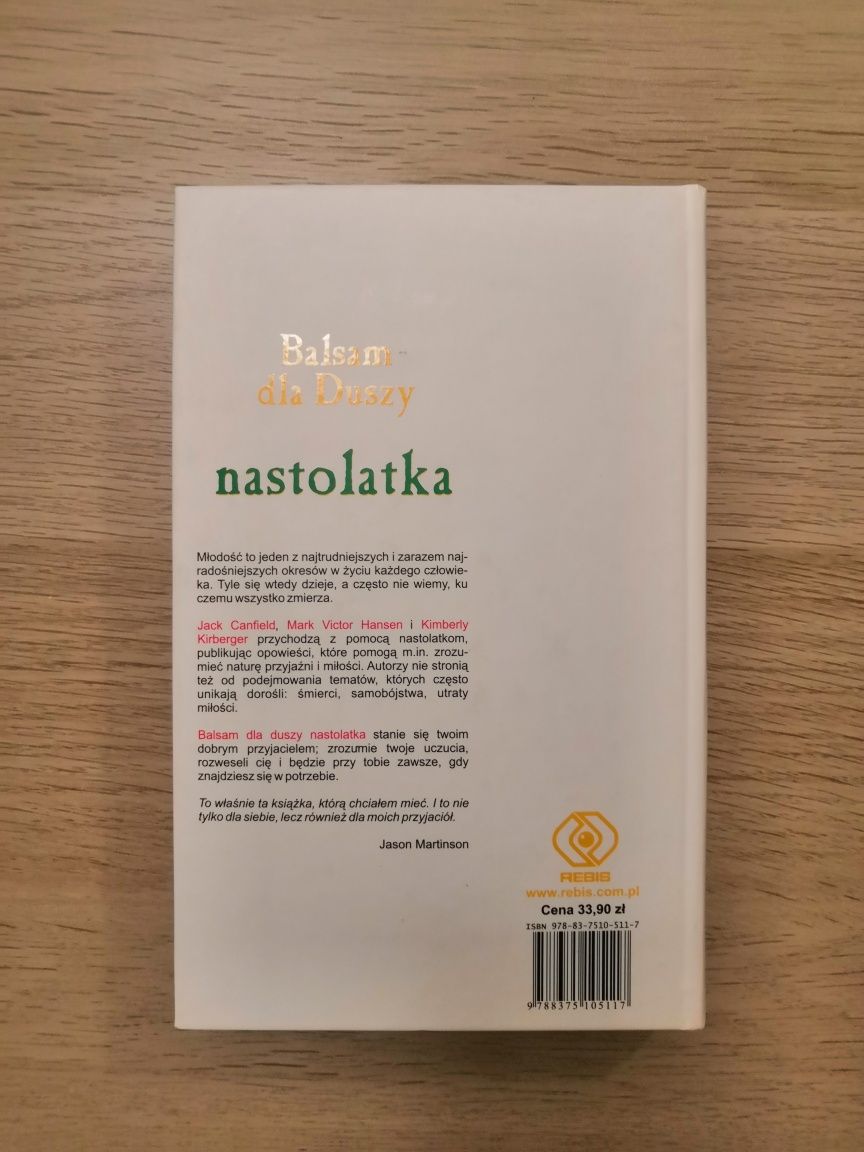 Balsam
dla Duszy
nastolatka
Młodość to jeden z najtrudniejszych i zarazem naj-
radośniejszych okresów w życiu każdego człowie-
ka. Tyle się wtedy dzieje, a często nie wiemy, ku
czemu wszystko zmierza.
Jack Canfield, Mark Victor Hansen i Kimberly
Kirberger przychodzą z pomocą nastolatkom,
publikując opowieści, które pomogą m.in. zrozu-
mieć naturę przyjaźni i miłości. Autorzy nie stronią
też od podejmowania tematów, których często
unikają dorośli: śmierci, samobójstwa, utraty
miłości.
Balsam dla duszy nastolatka stanie się twoim
dobrym przyjacielem; zrozumie twoje uczucia,
rozweseli cię i będzie przy tobie zawsze, gdy
znajdziesz się w potrzebie.
To właśnie ta książka, którą chciałem mieć. I to nie
tylko dla siebie, lecz również dla moich przyjaciół.
Jason Martinson
REBIS
www.rebis.com.pl
Cena 33,90 zł
ISBN 978-83-7510-511-7
9 788375 105117